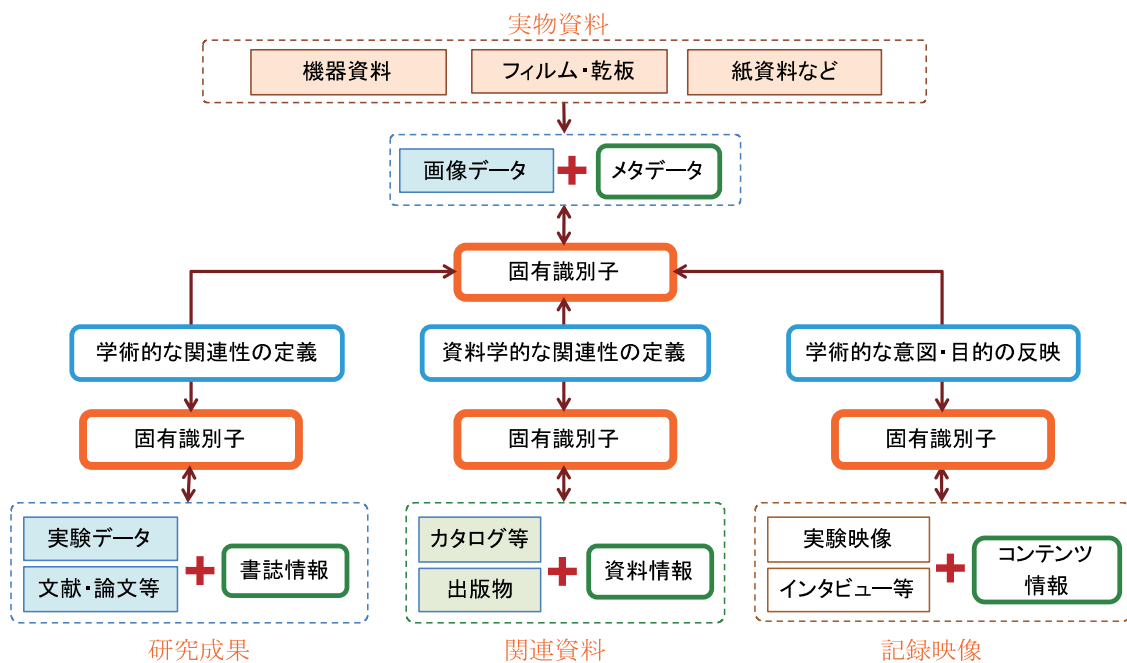 実物資料
機器資料
フィルム・乾板
紙資料など
画像データ
メタデータ
固有識別子
学術的な関連性の定義
資料学的な関連性の定義
学術的な意図・目的の反映
固有識別子
固有識別子
固有識別子
実験データ
文献・論文等
書誌情報
カタログ等
出版物
資料情報
実験映像
インタビュー等
コンテンツ
情報
研究成果
関連資料
記録映像